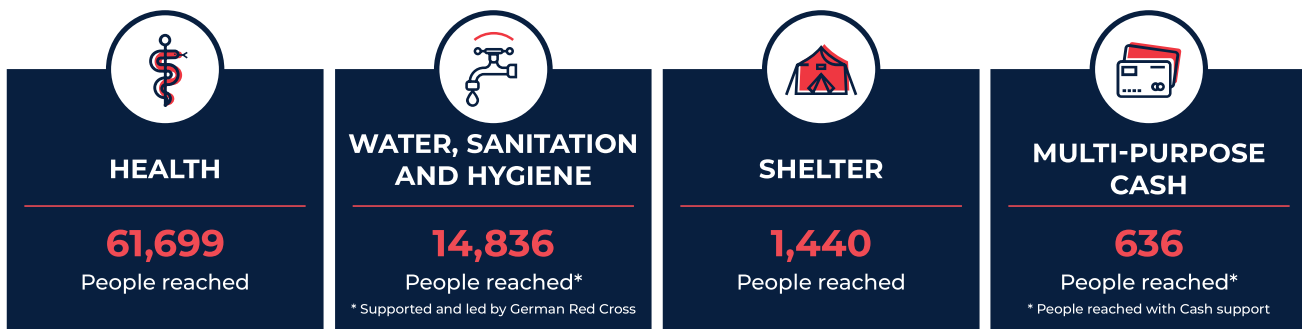 HEALTH
61,699
People reached
WATER, SANITATION
AND HYGIENE
14,836
People reached*
* Supported and led by German Red Cross
SHELTER
1,440
People reached
MULTI-PURPOSE
CASH
636
People reached*
* People reached with Cash support